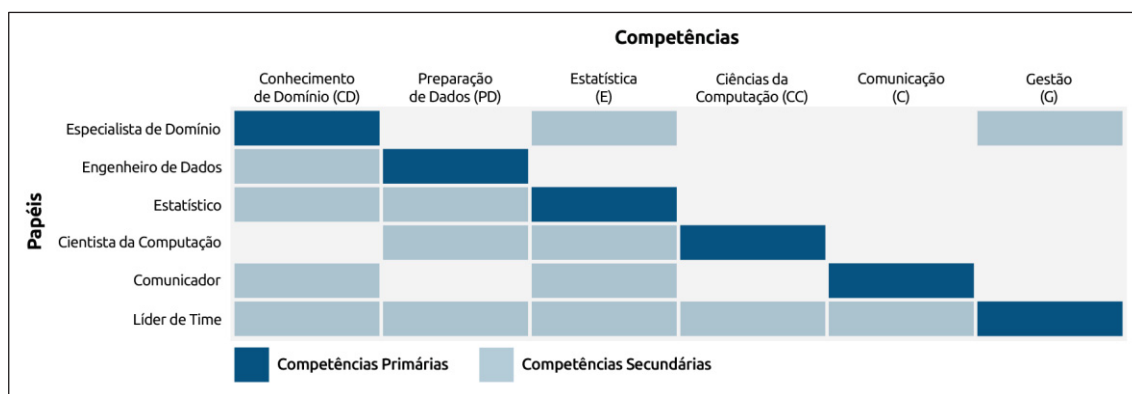 Competências
Conhecimento
de Domínio (CD)
Preparação
de Dados (PD)
Estatística
(E)
Ciências da
Computação (CC)
Comunicação
(C)
Gestão
(G)
Papéis
Especialista de Domínio
Engenheiro de Dados
Estatístico
Cientista da Computação
Comunicador
Líder de Time
Competências Primárias
Competências Secundárias